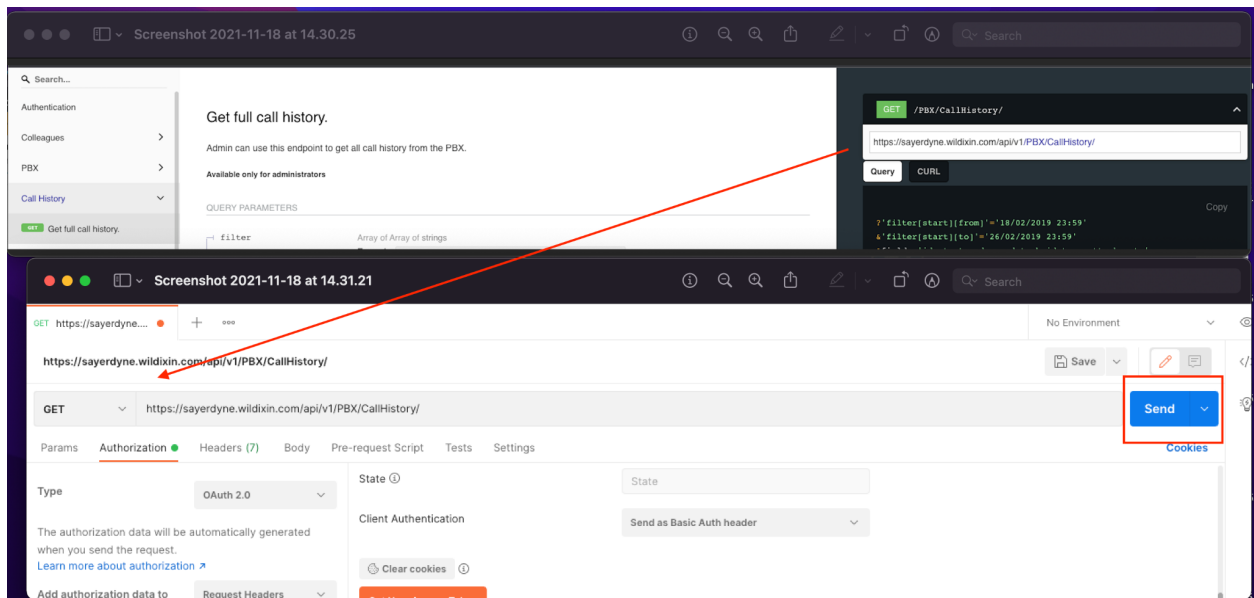 Screenshot 2021-11-18 at 14.30.25
Search
Search...
Authentication
Colleagues
PBX
Call History
GET Get full call history.
Get full call history.
Admin can use this endpoint to get all call history from the PBX.
Available only for administrators
QUERY PARAMETERS
filter Array of Array of strings
GET /PBX/CallHistory/
https://sayerdyne.wildixin.com/api/v1/PBX/CallHistory/
Query CURL
Copy
?'filter[start][from]'='18/02/2019 23:59'
&'filter[start][to]'='26/02/2019 23:59'
Screenshot 2021-11-18 at 14.31.21
Search
GET https://sayerdyne....
No Environment
https://sayerdyne.wildixin.com/api/v1/PBX/CallHistory/
Save
GET https://sayerdyne.wildixin.com/api/v1/PBX/CallHistory/
Send
Params Authorization Headers (7) Body Pre-request Script Tests Settings
Cookies
Type OAuth 2.0
The authorization data will be automatically generated
when you send the request.
Learn more about authorization ↗
Add authorization data to Request Headers
State State
Client Authentication Send as Basic Auth header
Clear cookies